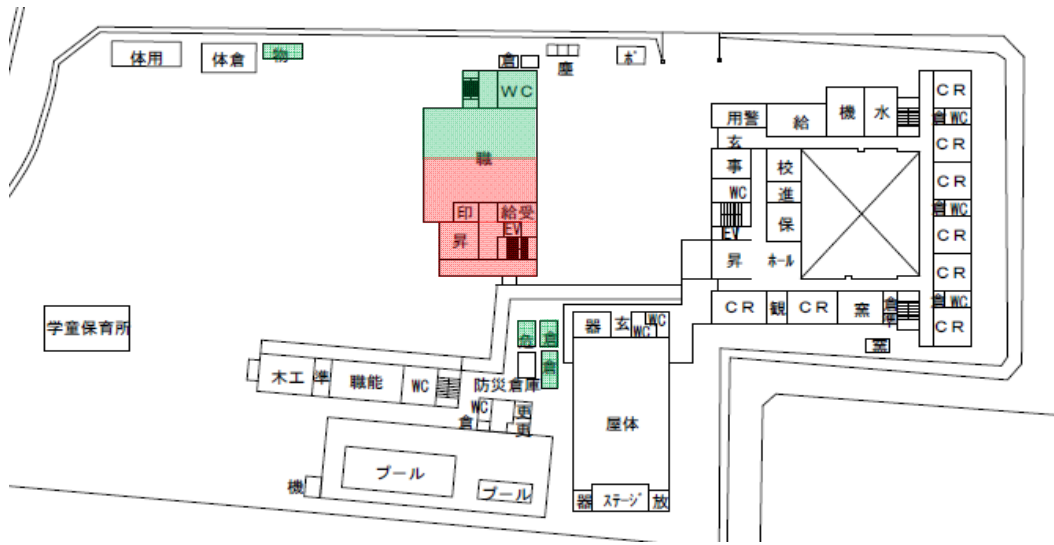 体用
体倉
物
倉
塵
ポ
WC
職
印
給受
EV
昇
用警
給
機
水
CR
倉
WC
CR
CR
倉
WC
CR
CR
倉
WC
CR
玄
事
校
WC
進
保
EV
昇
ホール
CR
観
CR
窯
倉
準
窯
学童保育所
危
倉
倉
器
玄
WC
WC
木工
準
職能
WC
防災倉庫
WC
倉
更
更
屋体
プール
プール
機
器
ステージ
放